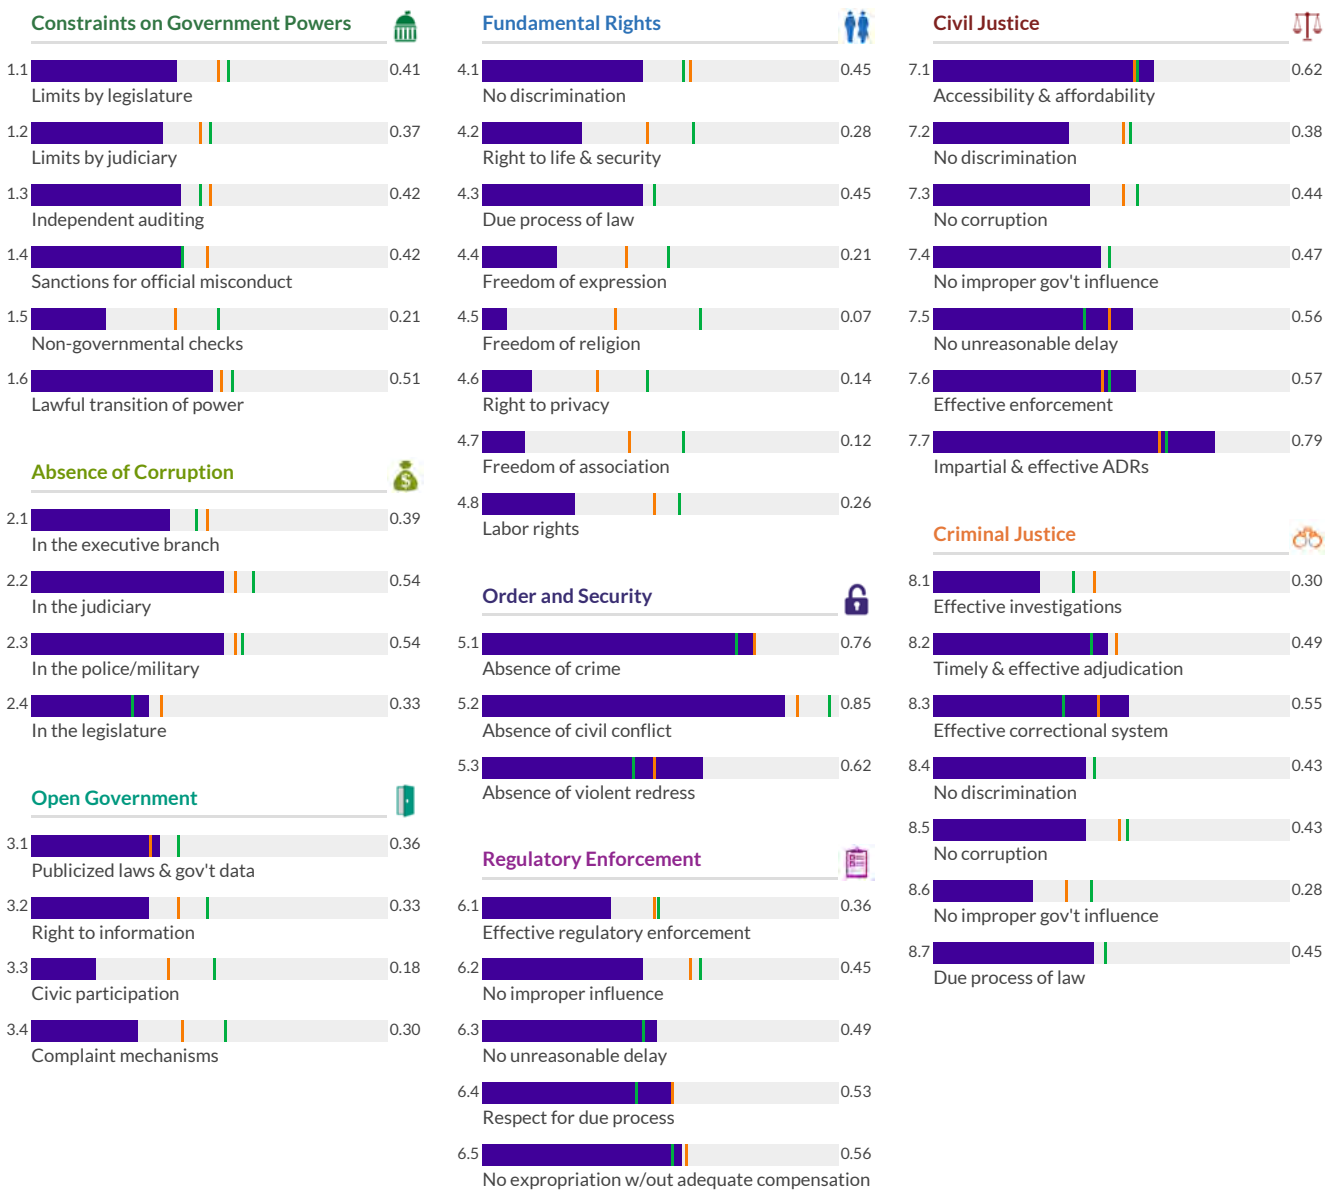 Constraints on Government Powers
1.1 0.41
Limits by legislature
1.2 0.37
Limits by judiciary
1.3 0.42
Independent auditing
1.4 0.42
Sanctions for official misconduct
1.5 0.21
Non-governmental checks
1.6 0.51
Lawful transition of power
Absence of Corruption
2.1 0.39
In the executive branch
2.2 0.54
In the judiciary
2.3 0.54
In the police/military
2.4 0.33
In the legislature
Open Government
3.1 0.36
Publicized laws & gov't data
3.2 0.33
Right to information
3.3 0.18
Civic participation
3.4 0.30
Complaint mechanisms
Fundamental Rights
4.1 0.45
No discrimination
4.2 0.28
Right to life & security
4.3 0.45
Due process of law
4.4 0.21
Freedom of expression
4.5 0.07
Freedom of religion
4.6 0.14
Right to privacy
4.7 0.12
Freedom of association
4.8 0.26
Labor rights
Order and Security
5.1 0.76
Absence of crime
5.2 0.85
Absence of civil conflict
5.3 0.62
Absence of violent redress
Regulatory Enforcement
6.1 0.36
Effective regulatory enforcement
6.2 0.45
No improper influence
6.3 0.49
No unreasonable delay
6.4 0.53
Respect for due process
6.5 0.56
No expropriation w/out adequate compensation
Civil Justice
7.1 0.62
Accessibility & affordability
7.2 0.38
No discrimination
7.3 0.44
No corruption
7.4 0.47
No improper gov't influence
7.5 0.56
No unreasonable delay
7.6 0.57
Effective enforcement
7.7 0.79
Impartial & effective ADRs
Criminal Justice
8.1 0.30
Effective investigations
8.2 0.49
Timely & effective adjudication
8.3 0.55
Effective correctional system
8.4 0.43
No discrimination
8.5 0.43
No corruption
8.6 0.28
No improper gov't influence
8.7 0.45
Due process of law